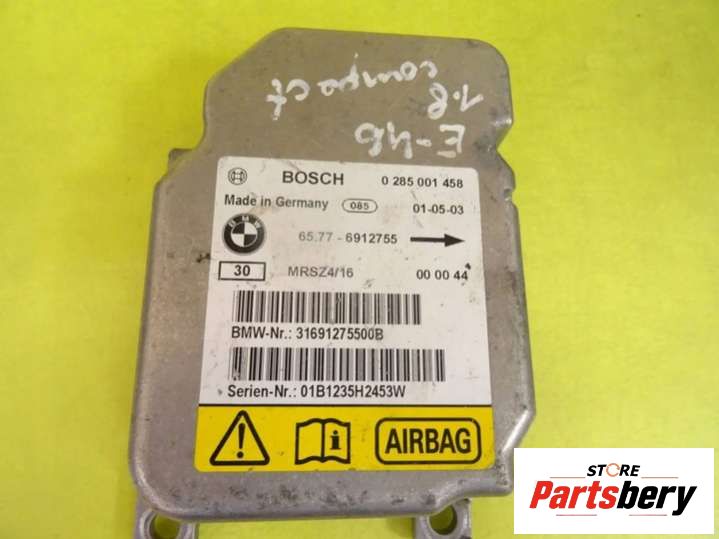 1.8
compact
E-46
BOSCH 0 285 001 458
Made in Germany 085 01-05-03
BMW
65.77 - 6912755
30 MRSZ4/16 00 00 44
BMW-Nr.: 31691275500B
Serien-Nr.: 01B1235H2453W
AIRBAG
STORE
Partsbery